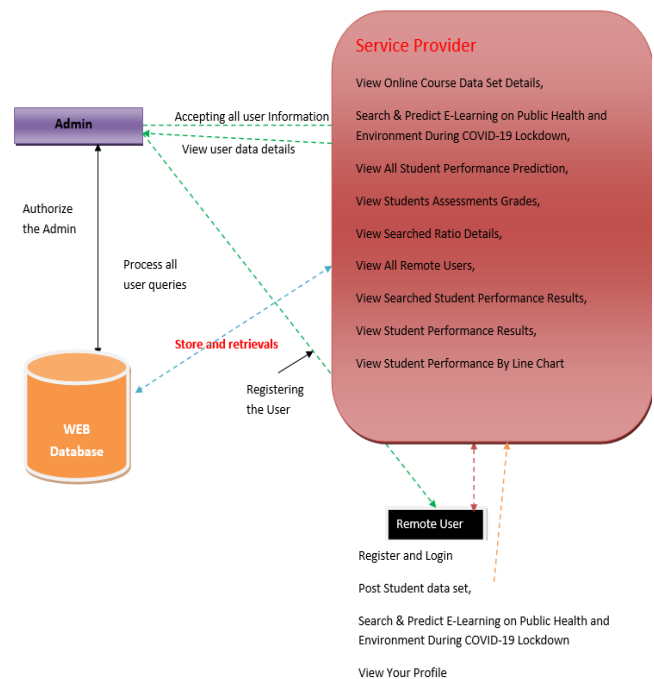 Service Provider
View Online Course Data Set Details,
Search & Predict E-Learning on Public Health and
Environment During COVID-19 Lockdown,
View All Student Performance Prediction,
View Students Assessments Grades,
View Searched Ratio Details,
View All Remote Users,
View Searched Student Performance Results,
View Student Performance Results,
View Student Performance By Line Chart
Admin
Accepting all user Information
View user data details
Authorize
the Admin
Process all
user queries
Store and retrievals
Registering
the User
WEB
Database
Remote User
Register and Login
Post Student data set,
Search & Predict E-Learning on Public Health and
Environment During COVID-19 Lockdown
View Your Profile